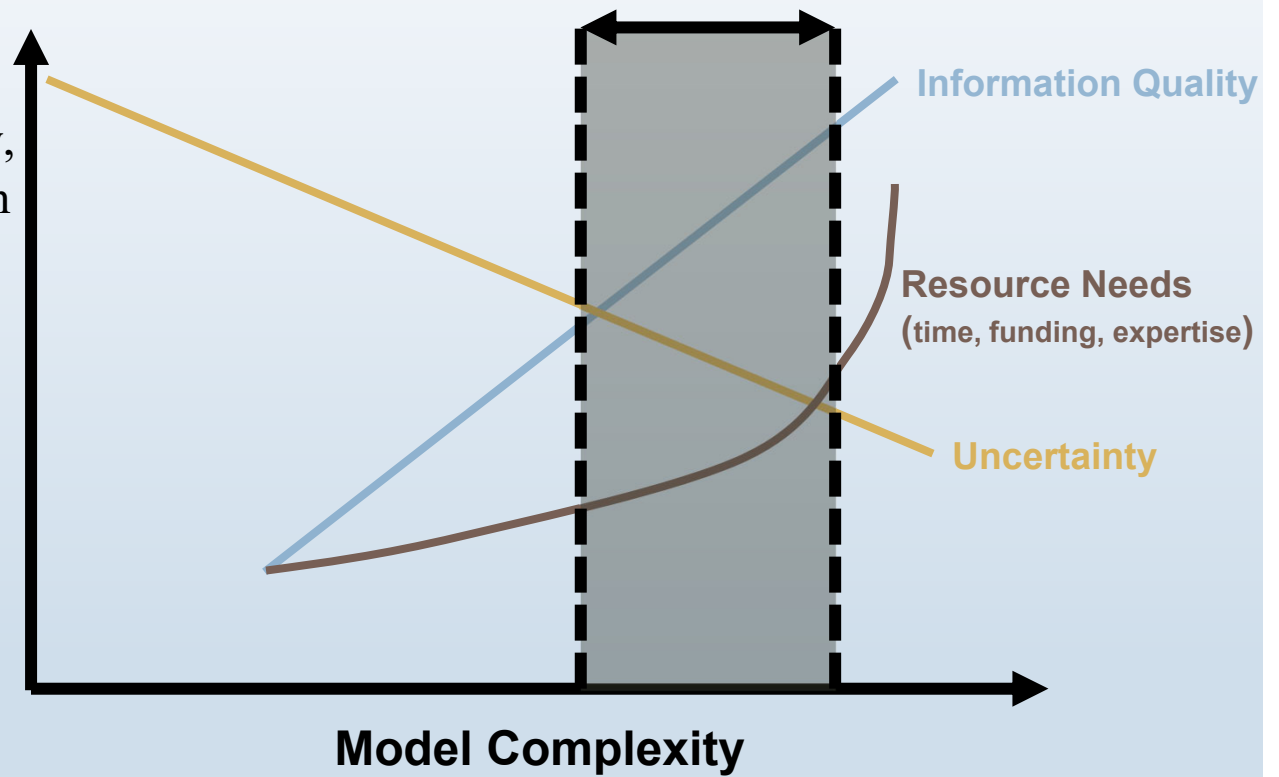 Information Quality
Resource Needs
(time, funding, expertise)
Uncertainty
Model Complexity